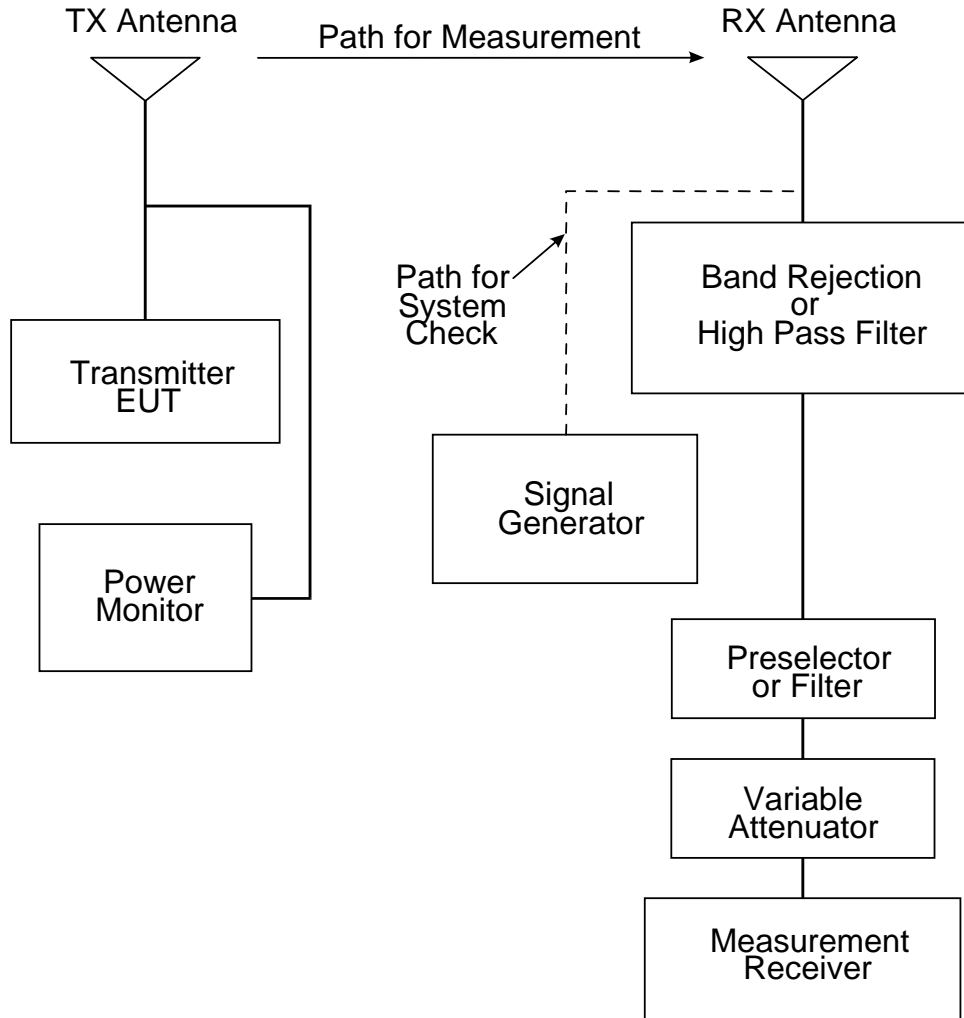 TX Antenna
Path for Measurement
RX Antenna
Path for
System
Check
Band Rejection
or
High Pass Filter
Transmitter
EUT
Signal
Generator
Power
Monitor
Preselector
or Filter
Variable
Attenuator
Measurement
Receiver